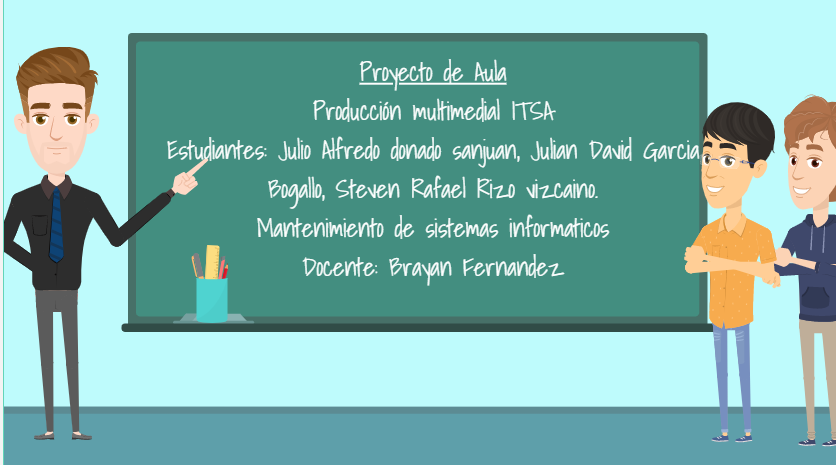 Proyecto de Aula
Producción multimedial ITSA
Estudiantes: Julio Alfredo donado sanjuan, Julian David Garcia
Bogallo, Steven Rafael Rizo vizcaino.
Mantenimiento de sistemas informaticos
Docente: Brayan Fernandez